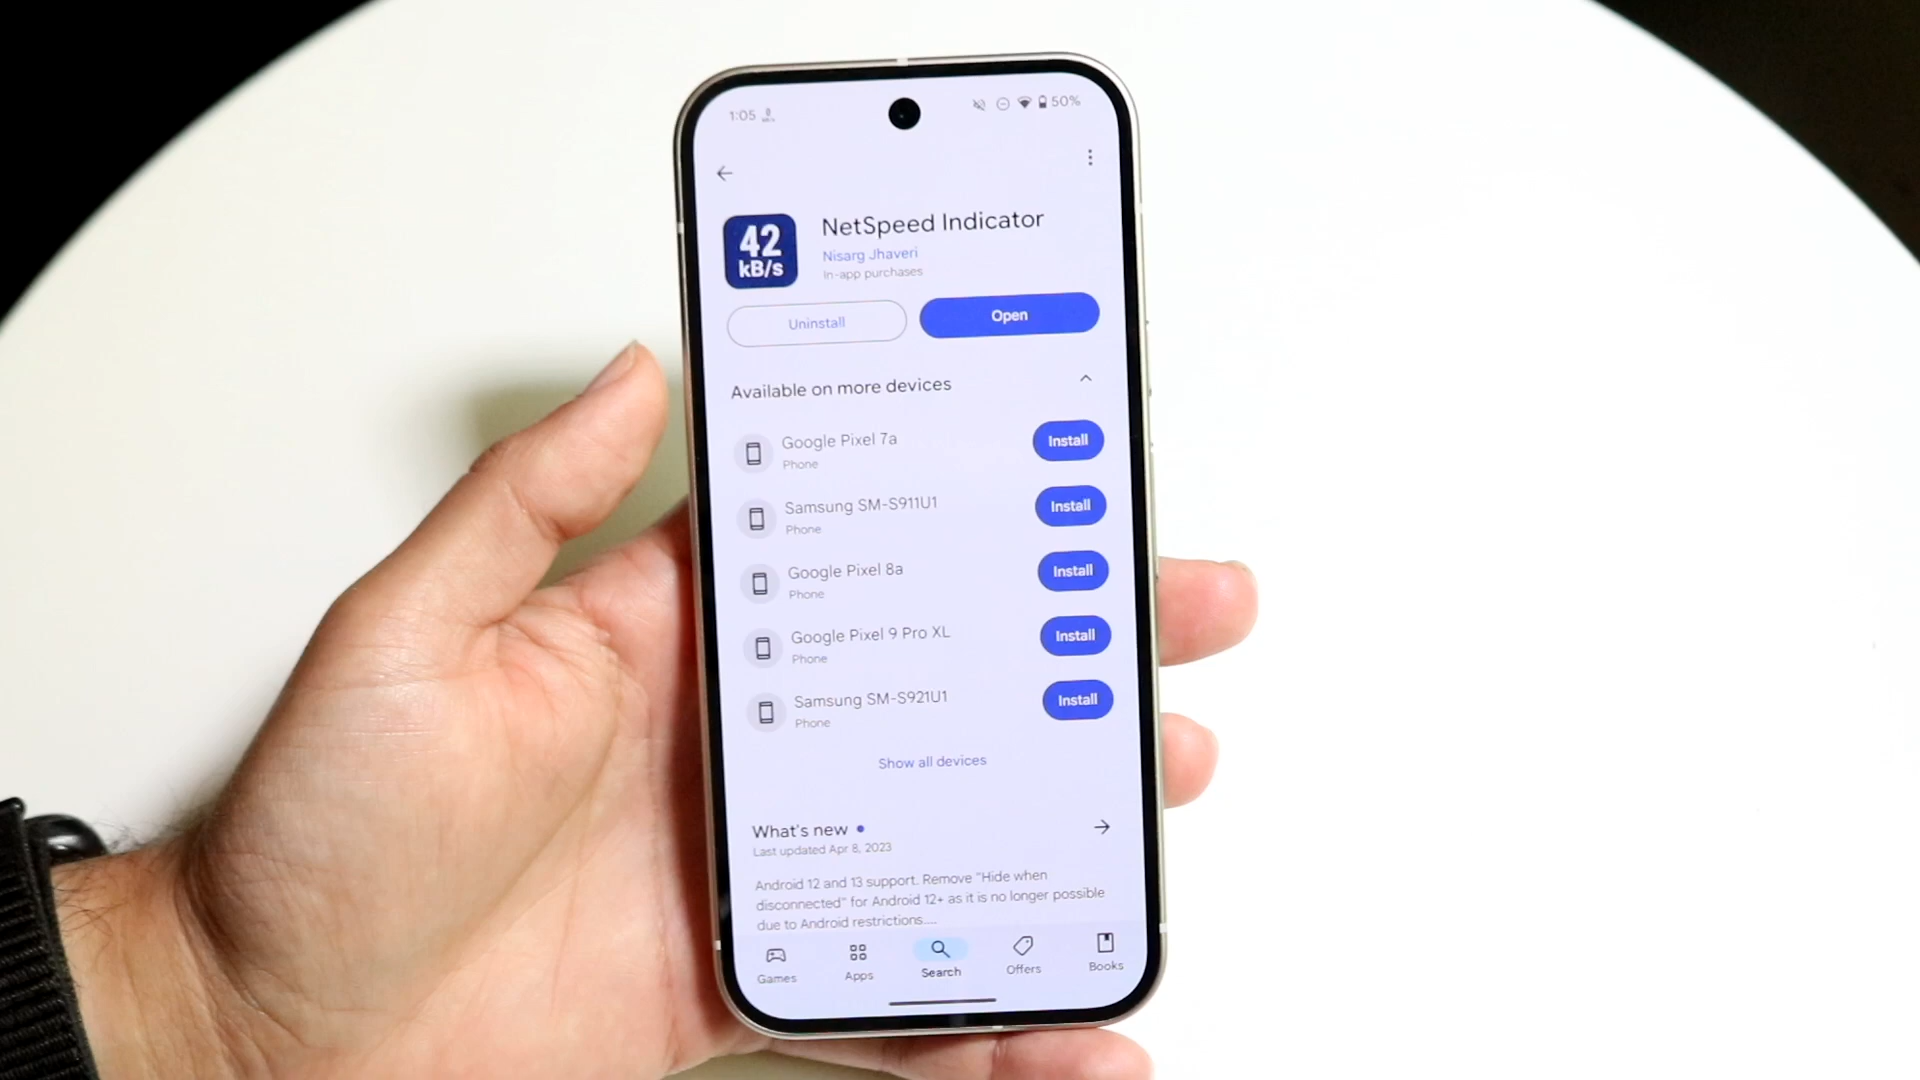 1:05
50%
42
kB/s
NetSpeed Indicator
Nisarg Jhaveri
In-app purchases
Uninstall
Open
Available on more devices
Google Pixel 7a
Phone
Install
Samsung SM-S911U1
Phone
Install
Google Pixel 8a
Phone
Install
Google Pixel 9 Pro XL
Phone
Install
Samsung SM-S921U1
Phone
Install
Show all devices
What's new
Last updated Apr 8, 2023
Android 12 and 13 support. Remove "Hide when
disconnected" for Android 12+ as it is no longer possible
due to Android restrictions....
Games
Apps
Search
Offers
Books